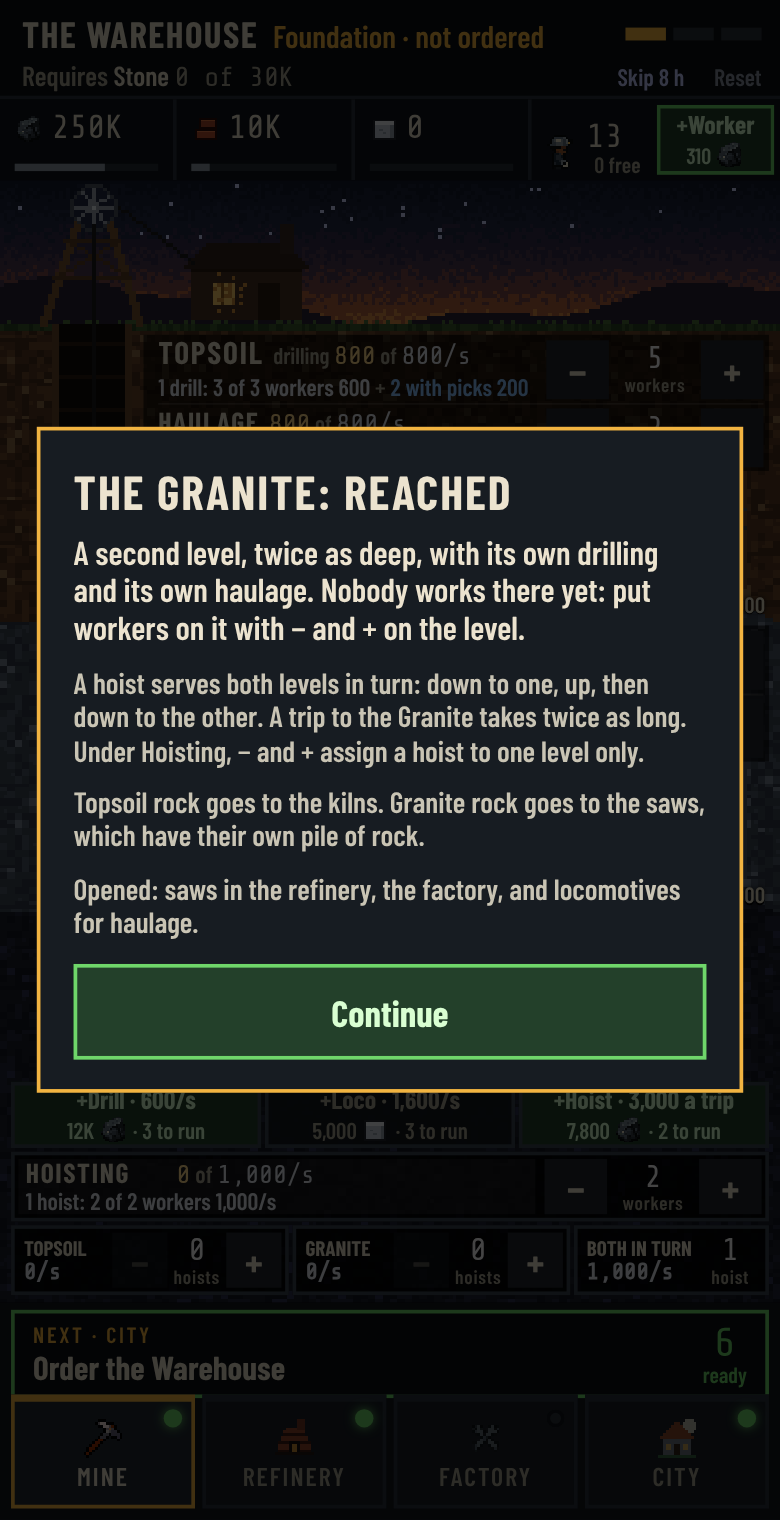 THE WAREHOUSE Foundation · not ordered
Requires Stone 0 of 30K Skip 8 h Reset
250K 10K 0 13 0 free +Worker 310
TOPSOIL drilling 800 of 800/s − 5 workers +
1 drill: 3 of 3 workers 600 + 2 with picks 200
HAULAGE 800 of 800/s
THE GRANITE: REACHED
A second level, twice as deep, with its own drilling
and its own haulage. Nobody works there yet: put
workers on it with − and + on the level.
A hoist serves both levels in turn: down to one, up, then
down to the other. A trip to the Granite takes twice as long.
Under Hoisting, − and + assign a hoist to one level only.
Topsoil rock goes to the kilns. Granite rock goes to the saws,
which have their own pile of rock.
Opened: saws in the refinery, the factory, and locomotives
for haulage.
Continue
+Drill · 600/s +Loco · 1,600/s +Hoist · 3,000 a trip
12K · 3 to run 5,000 · 3 to run 7,800 · 2 to run
HOISTING 0 of 1,000/s − 2 workers +
1 hoist: 2 of 2 workers 1,000/s
TOPSOIL 0/s − 0 hoists + GRANITE 0/s − 0 hoists + BOTH IN TURN 1,000/s 1 hoist
NEXT · CITY
Order the Warehouse 6 ready
MINE REFINERY FACTORY CITY